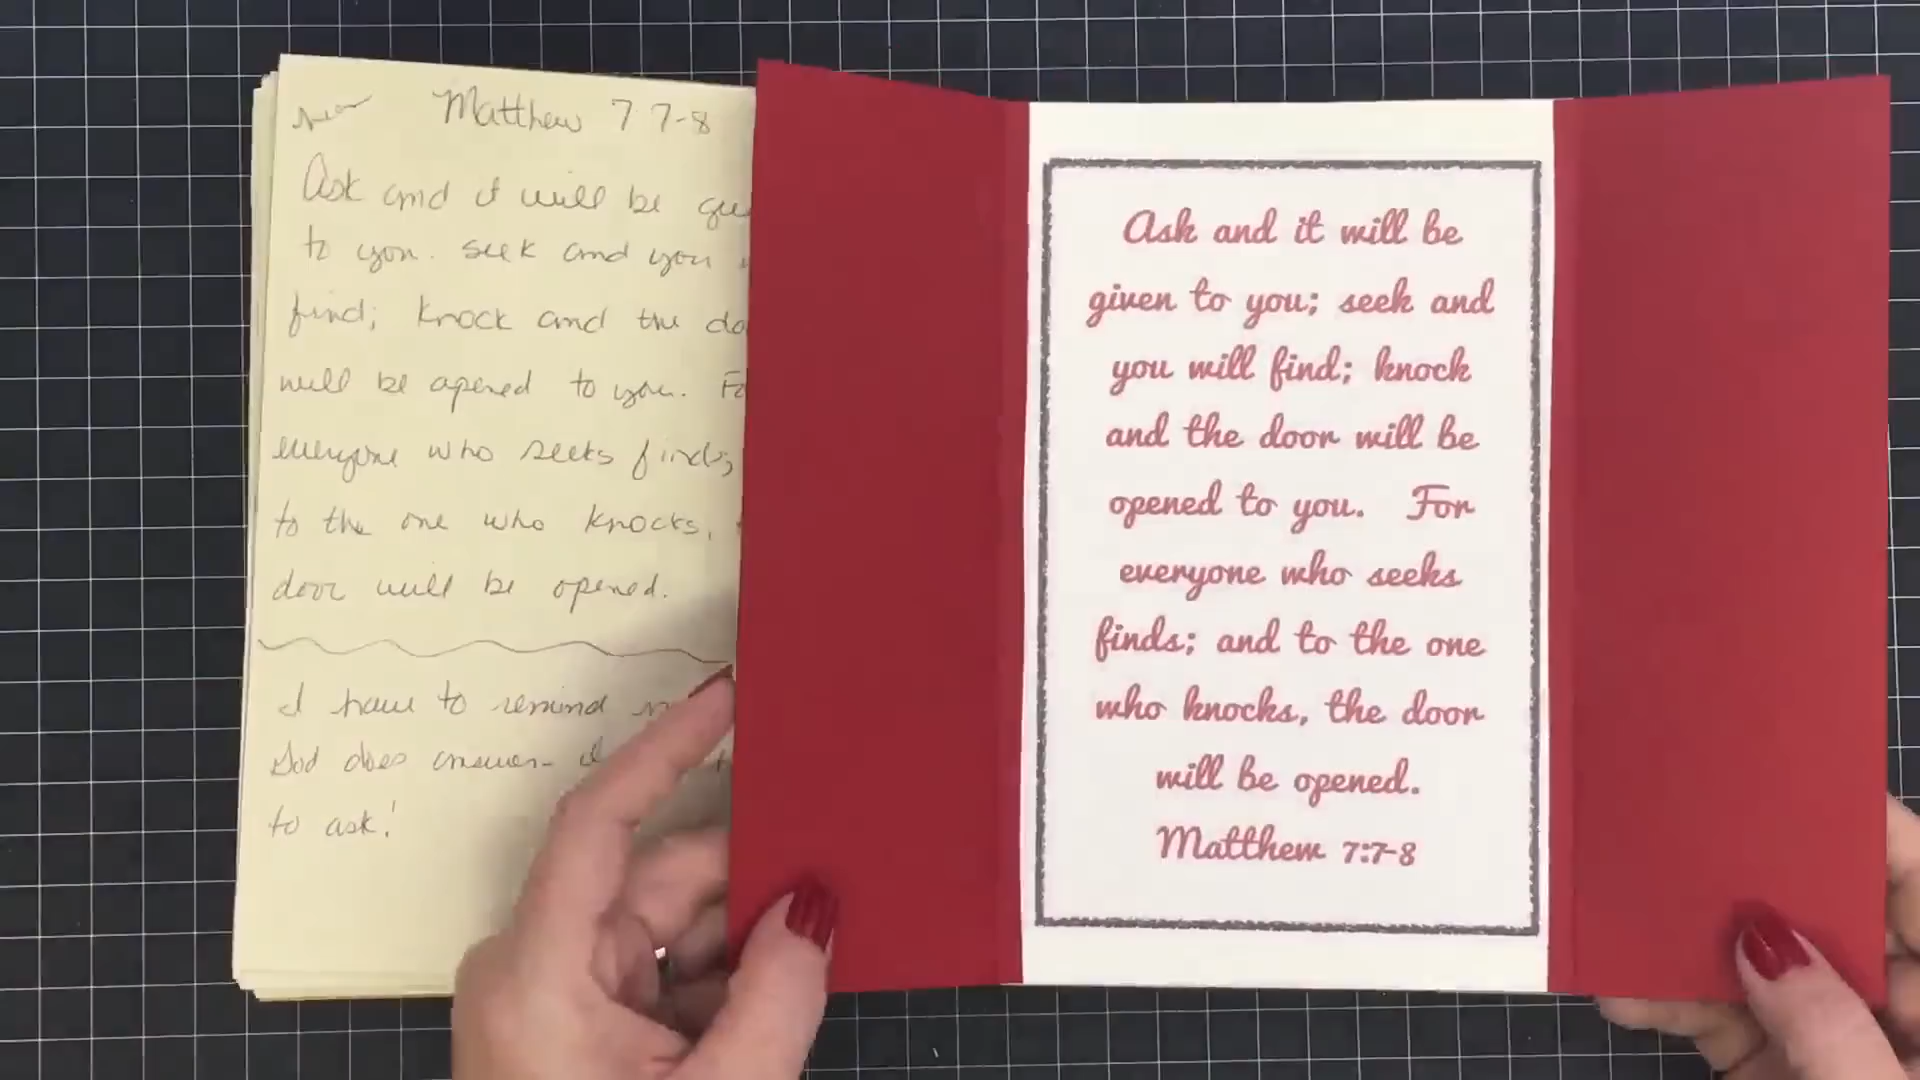 Matthew 7 7-8
Ask and it will be
to you. seek and you
find; knock and the
will be opened to you.
everyone who seeks finds;
to the one who knocks,
door will be opened.
I have to remind
God does answer
to ask!
Ask and it will be
given to you; seek and
you will find; knock
and the door will be
opened to you. For
everyone who seeks
finds; and to the one
who knocks, the door
will be opened.
Matthew 7:7-8